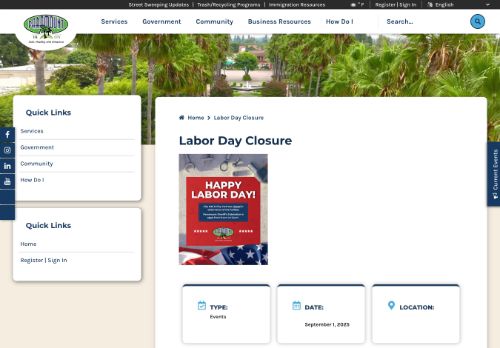 Street Sweeping Updates | Trash/Recycling Programs | Immigration Resources
° F
Register | Sign In
English
PARAMOUNT
Services
Government
Community
Business Resources
How Do I
Search...
Quick Links
Services
Government
Community
How Do I
Quick Links
Home
Register | Sign In
Home > Labor Day Closure
Labor Day Closure
HAPPY
LABOR DAY!
TYPE:
Events
DATE:
September 1, 2025
LOCATION:
Current Events